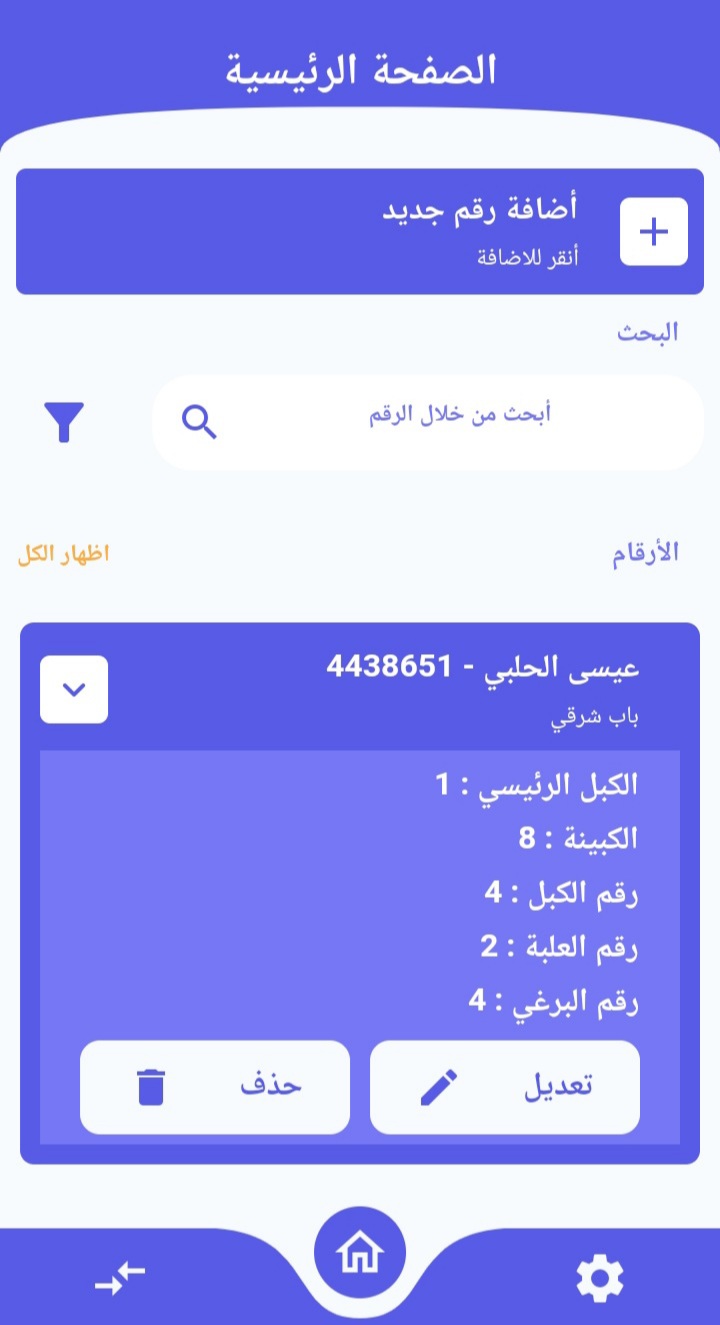 الصفحة الرئيسية
أضافة رقم جديد
أنقر للاضافة
البحث
أبحث من خلال الرقم
الأرقام
اظهار الكل
عيسى الحلبي - 4438651
باب شرقي
الكبل الرئيسي : 1
الكبينة : 8
رقم الكبل : 4
رقم العلبة : 2
رقم البرغي : 4
تعديل
حذف